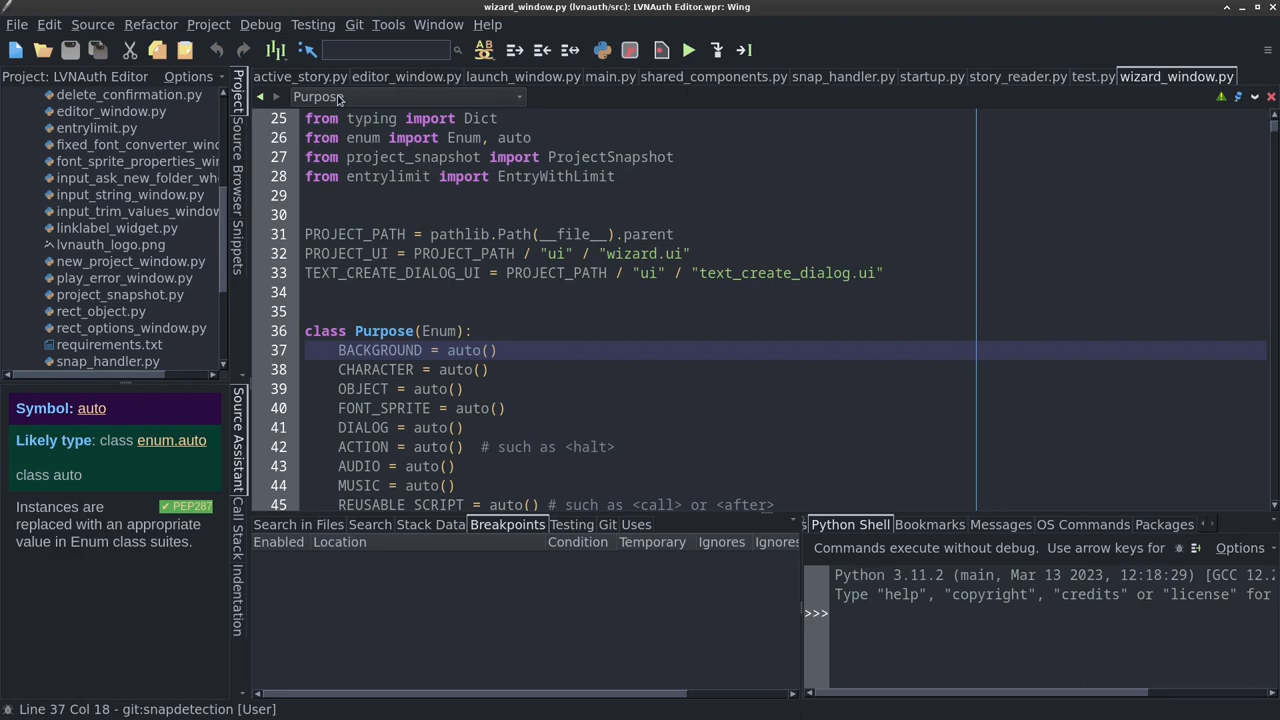 wizard_window.py (lvnauth/src): LVNAuth Editor.wpr: Wing
File Edit Source Refactor Project Debug Testing Git Tools Window Help
Project: LVNAuth Editor Options
active_story.py editor_window.py launch_window.py main.py shared_components.py snap_handler.py startup.py story_reader.py test.py wizard_window.py
Purpose
delete_confirmation.py
editor_window.py
entrylimit.py
fixed_font_converter_wind
font_sprite_properties_win
input_ask_new_folder_wh
input_string_window.py
input_trim_values_window
linklabel_widget.py
lvnauth_logo.png
new_project_window.py
play_error_window.py
project_snapshot.py
rect_object.py
rect_options_window.py
requirements.txt
snap_handler.py
Project
Source Browser
Snippets
25 from typing import Dict
26 from enum import Enum, auto
27 from project_snapshot import ProjectSnapshot
28 from entrylimit import EntryWithLimit
29
30
31 PROJECT_PATH = pathlib.Path(__file__).parent
32 PROJECT_UI = PROJECT_PATH / "ui" / "wizard.ui"
33 TEXT_CREATE_DIALOG_UI = PROJECT_PATH / "ui" / "text_create_dialog.ui"
34
35
36 class Purpose(Enum):
37 BACKGROUND = auto()
38 CHARACTER = auto()
39 OBJECT = auto()
40 FONT_SPRITE = auto()
41 DIALOG = auto()
42 ACTION = auto() # such as <halt>
43 AUDIO = auto()
44 MUSIC = auto()
45 REUSABLE_SCRIPT = auto() # such as <call> or <after>
Symbol: auto
Likely type: class enum.auto
class auto
Instances are ✓ PEP287
replaced with an appropriate
value in Enum class suites.
Source Assistant
Call Stack
Indentation
Search in Files Search Stack Data Breakpoints Testing Git Uses
Enabled Location Condition Temporary Ignores Ignores
s Python Shell Bookmarks Messages OS Commands Packages
Commands execute without debug. Use arrow keys for Options
Python 3.11.2 (main, Mar 13 2023, 12:18:29) [GCC 12.2
Type "help", "copyright", "credits" or "license" for
>>>
Line 37 Col 18 - git:snapdetection [User]